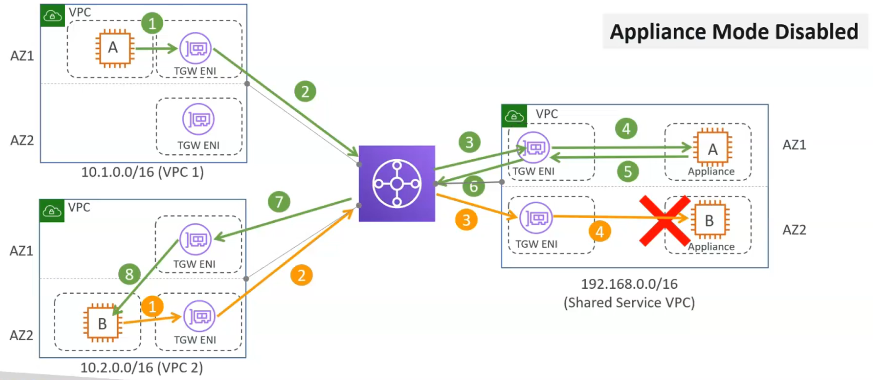 Appliance Mode Disabled
VPC
AZ1
A
1
TGW ENI
2
AZ2
TGW ENI
10.1.0.0/16 (VPC 1)
VPC
AZ1
TGW ENI
7
8
2
AZ2
B
1
TGW ENI
10.2.0.0/16 (VPC 2)
VPC
3
TGW ENI
4
5
A
Appliance
AZ1
6
3
TGW ENI
4
B
Appliance
AZ2
192.168.0.0/16
(Shared Service VPC)